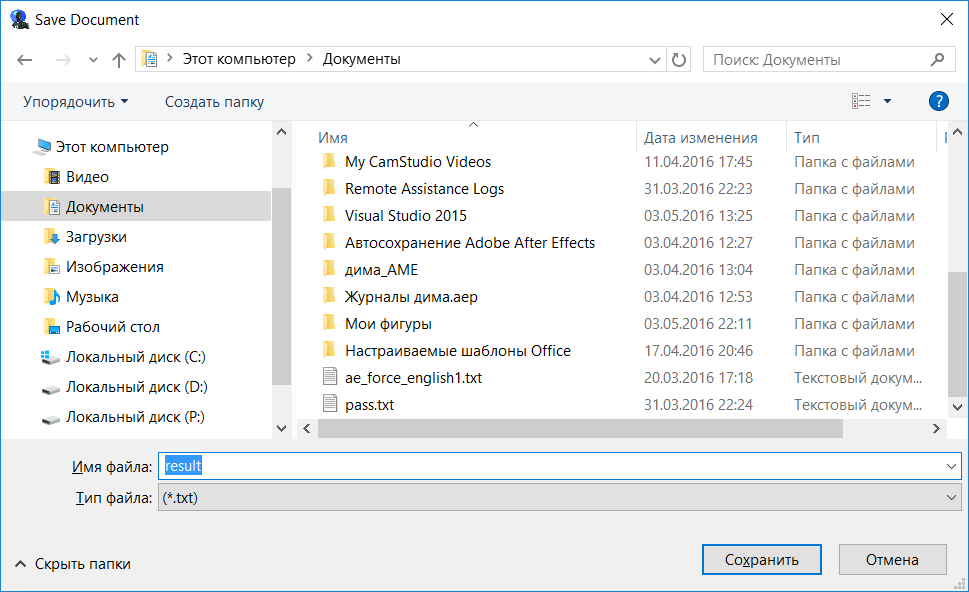 Save Document
Этот компьютер Документы
Поиск: Документы
Упорядочить Создать папку ?
Этот компьютер
Видео
Документы
Загрузки
Изображения
Музыка
Рабочий стол
Локальный диск (C:)
Локальный диск (D:)
Локальный диск (P:)
Имя Дата изменения Тип
My CamStudio Videos 11.04.2016 17:45 Папка с файлами
Remote Assistance Logs 31.03.2016 22:23 Папка с файлами
Visual Studio 2015 03.05.2016 13:25 Папка с файлами
Автосохранение Adobe After Effects 03.04.2016 12:27 Папка с файлами
дима_AME 03.04.2016 13:04 Папка с файлами
Журналы дима.aep 03.04.2016 12:53 Папка с файлами
Мои фигуры 03.05.2016 22:11 Папка с файлами
Настраиваемые шаблоны Office 17.04.2016 20:46 Папка с файлами
ae_force_english1.txt 20.03.2016 17:18 Текстовый докум...
pass.txt 31.03.2016 22:24 Текстовый докум...
Имя файла: result
Тип файла: (*.txt)
Скрыть папки
Сохранить Отмена